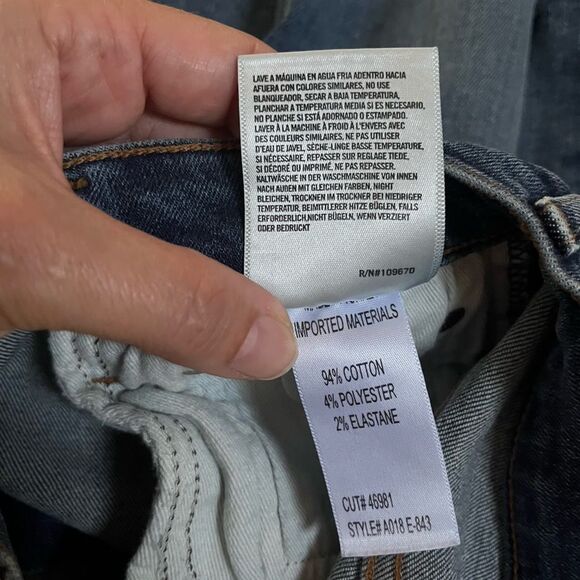 LAVE A MÁQUINA EN AGUA FRIA ADENTRO HACIA
AFUERA CON COLORES SIMILARES, NO USE
BLANQUEADOR, SECAR A BAJA TEMPERATURA,
PLANCHAR A TEMPERATURA MEDIA SI ES NECESARIO,
NO PLANCHAR SI ESTÁ ADORNADO O ESTAMPADO.
LAVER À LA MACHINE À FROID À L'ENVERS AVEC
DES COULEURS SIMILAIRES, NE PAS UTILISER
D'EAU DE JAVEL, SÈCHE-LINGE BASSE TEMPERATURE,
SI NÉCESSAIRE, REPASSER SUR REGLAGE TIEDE,
SI DÉCORÉ OU IMPRIMÉ, NE PAS REPASSER.
KALTWÄSCHE IN DER WASCHMASCHINE VON INNEN
NACH AUßEN MIT GLEICHEN FARBEN, NIGHT
BLEICHEN, TROCKNEN IM TROCKNER BEI NIEDRIGER
TEMPERATUR, BEIMITTLERER HITZE BÜGLEN, FALLS
ERFORDERLICH,NICHT BÜGLEN, WENN VERZIERT
ODER BEDRUCKT
R/N#109670
IMPORTED MATERIALS
94% COTTON
4% POLYESTER
2% ELASTANE
CUT# 46981
STYLE# A018 E-843